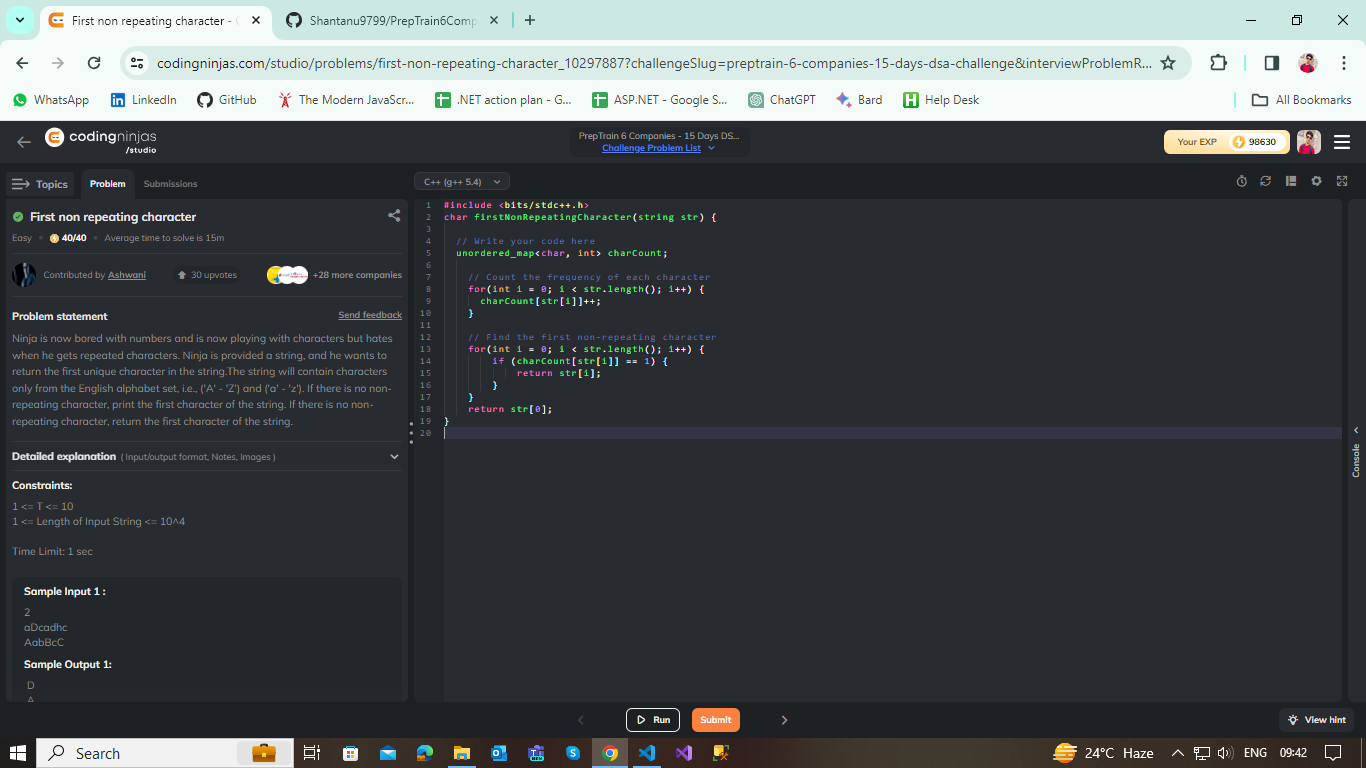 First non repeating character - C
Shantanu9799/PrepTrain6Comp
codingninjas.com/studio/problems/first-non-repeating-character_10297887?challengeSlug=preptrain-6-companies-15-days-dsa-challenge&interviewProblemR...
WhatsApp
LinkedIn
GitHub
The Modern JavaScr...
.NET action plan - G...
ASP.NET - Google S...
ChatGPT
Bard
Help Desk
All Bookmarks
codingninjas
/studio
PrepTrain 6 Companies - 15 Days DS...
Challenge Problem List
Your EXP 98630
Topics
Problem
Submissions
C++ (g++ 5.4)
First non repeating character
Easy 40/40 Average time to solve is 15m
Contributed by Ashwani
30 upvotes
+28 more companies
Problem statement
Send feedback
Ninja is now bored with numbers and is now playing with characters but hates
when he gets repeated characters. Ninja is provided a string, and he wants to
return the first unique character in the string.The string will contain characters
only from the English alphabet set, i.e., ('A' - 'Z') and ('a' - 'z'). If there is no non-
repeating character, print the first character of the string. If there is no non-
repeating character, return the first character of the string.
Detailed explanation ( Input/output format, Notes, Images )
Constraints:
1 <= T <= 10
1 <= Length of Input String <= 10^4
Time Limit: 1 sec
Sample Input 1 :
2
aDcadhc
AabBcC
Sample Output 1:
D
A
1 #include <bits/stdc++.h>
2 char firstNonRepeatingCharacter(string str) {
3
4 // Write your code here
5 unordered_map<char, int> charCount;
6
7 // Count the frequency of each character
8 for(int i = 0; i < str.length(); i++) {
9 charCount[str[i]]++;
10 }
11
12 // Find the first non-repeating character
13 for(int i = 0; i < str.length(); i++) {
14 if (charCount[str[i]] == 1) {
15 return str[i];
16 }
17 }
18 return str[0];
19 }
20
Console
Run
Submit
View hint
Search
24°C Haze
ENG
09:42